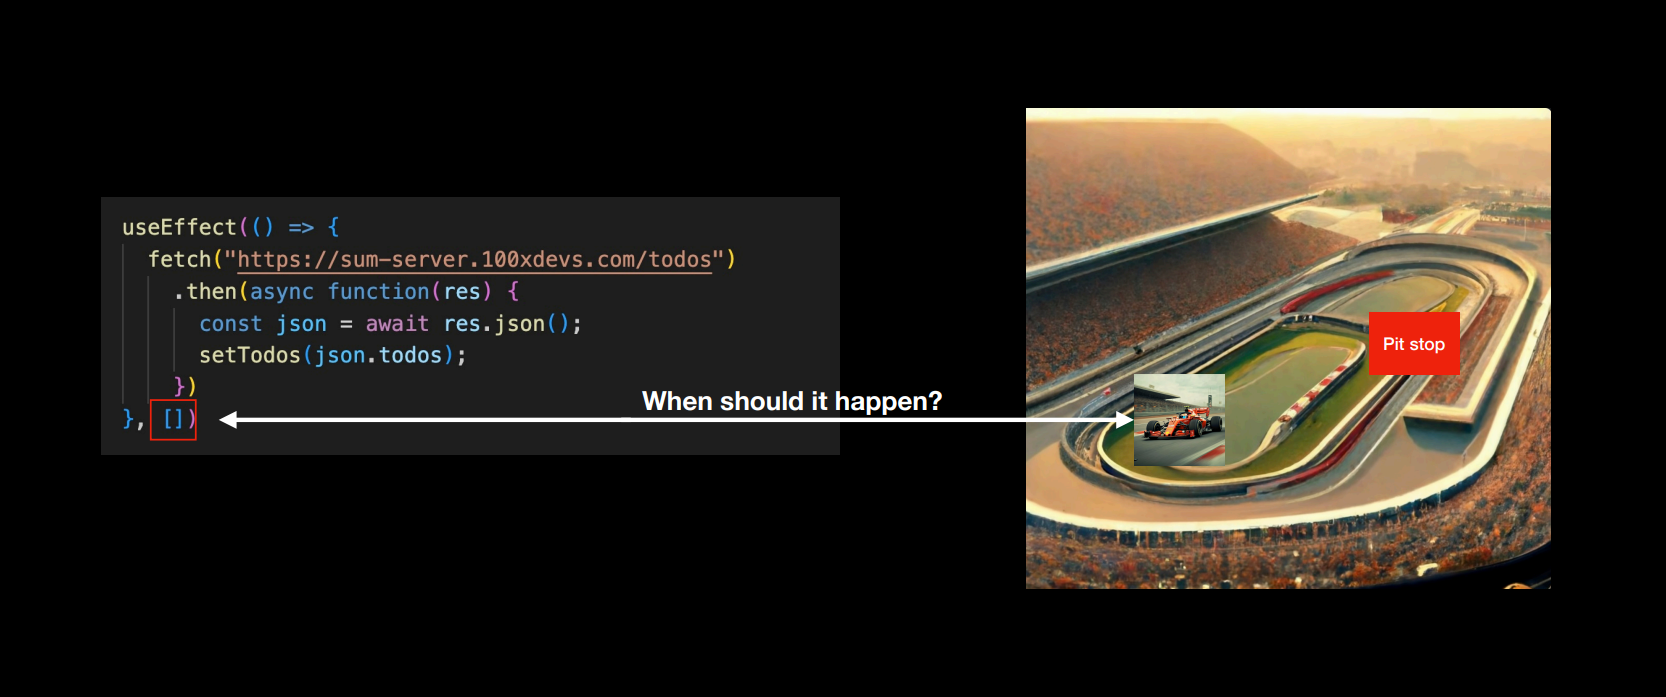 useEffect(() => {
  fetch("https://sum-server.100xdevs.com/todos")
    .then(async function(res) {
      const json = await res.json();
      setTodos(json.todos);
    })
}, [])
When should it happen?
Pit stop